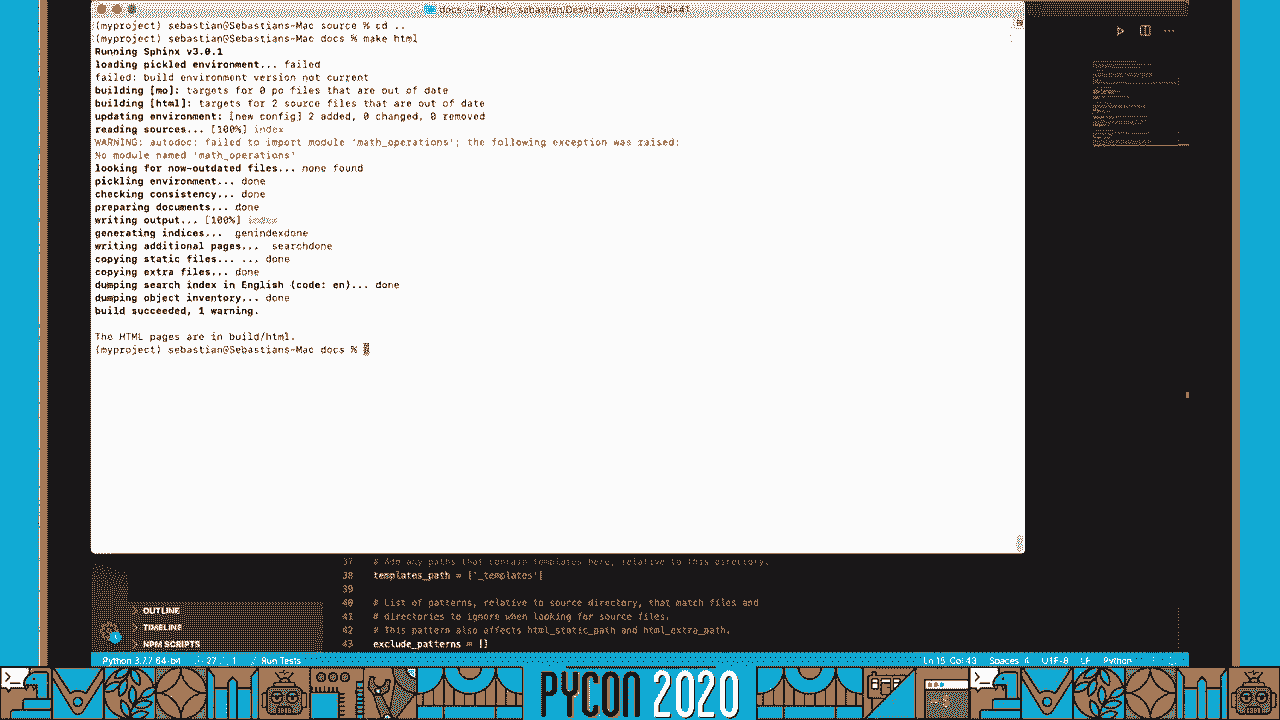 docs — IPython: sebastian/Desktop — -zsh — 150×41
(myproject) sebastian@Sebastians-Mac source % cd ..
(myproject) sebastian@Sebastians-Mac docs % make html
Running Sphinx v3.0.1
loading pickled environment... failed
failed: build environment version not current
building [mo]: targets for 0 po files that are out of date
building [html]: targets for 2 source files that are out of date
updating environment: [new config] 2 added, 0 changed, 0 removed
reading sources... [100%] index
WARNING: autodoc: failed to import module 'math_operations'; the following exception was raised:
No module named 'math_operations'
looking for now-outdated files... none found
pickling environment... done
checking consistency... done
preparing documents... done
writing output... [100%] index
generating indices...  genindexdone
writing additional pages...  searchdone
copying static files... ... done
copying extra files... done
dumping search index in English (code: en)... done
dumping object inventory... done
build succeeded, 1 warning.
The HTML pages are in build/html.
(myproject) sebastian@Sebastians-Mac docs %
37 # Add any paths that contain templates here, relative to this directory.
38 templates_path = ['_templates']
39
40 # List of patterns, relative to source directory, that match files and
41 # directories to ignore when looking for source files.
42 # This pattern also affects html_static_path and html_extra_path.
43 exclude_patterns = []
OUTLINE
TIMELINE
NPM SCRIPTS
Python 3.7.7 64-bit 27 1 Run Tests Ln 15, Col 43 Spaces: 4 UTF-8 LF Python
PYCON 2020